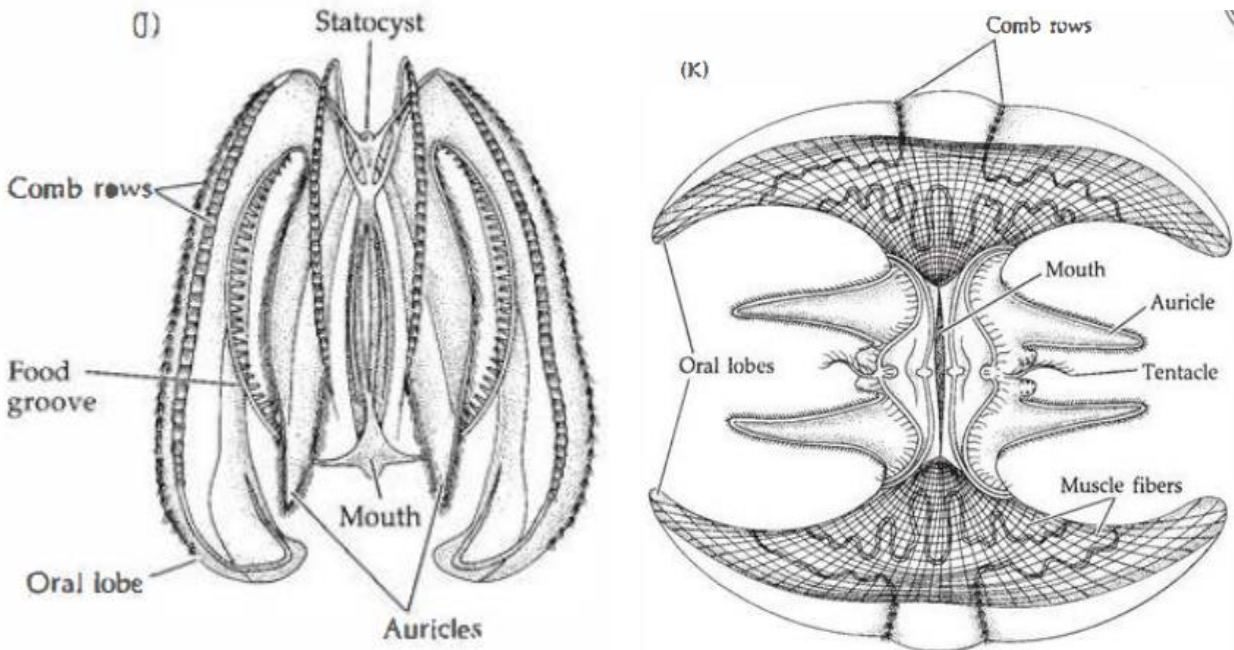 (J)
Statocyst
Comb rows
Food
groove
Mouth
Oral lobe
Auricles
(K)
Comb rows
Mouth
Auricle
Oral lobes
Tentacle
Muscle fibers